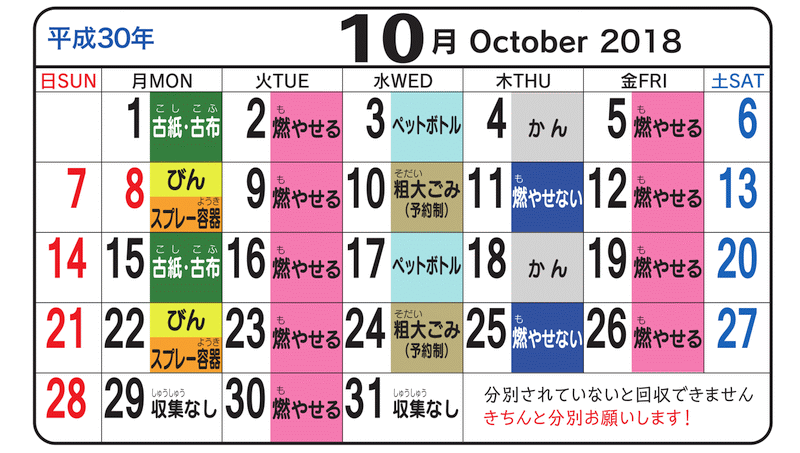 平成30年 10月 October 2018
日SUN 月MON 火TUE 水WED 木THU 金FRI 土SAT
こし こふ も も
1 古紙・古布 2 燃やせる 3 ペットボトル 4 かん 5 燃やせる 6
びん も そだい も も
7 8 9 燃やせる 10 粗大ごみ 11 燃やせない 12 燃やせる 13
ようき
スプレー容器 (予約制)
こし こふ も も
14 15 古紙・古布 16 燃やせる 17 ペットボトル 18 かん 19 燃やせる 20
びん も そだい も も
21 22 23 燃やせる 24 粗大ごみ 25 燃やせない 26 燃やせる 27
ようき
スプレー容器 (予約制)
しゅうしゅう も しゅうしゅう
28 29 収集なし 30 燃やせる 31 収集なし
分別されていないと回収できません
きちんと分別お願いします!